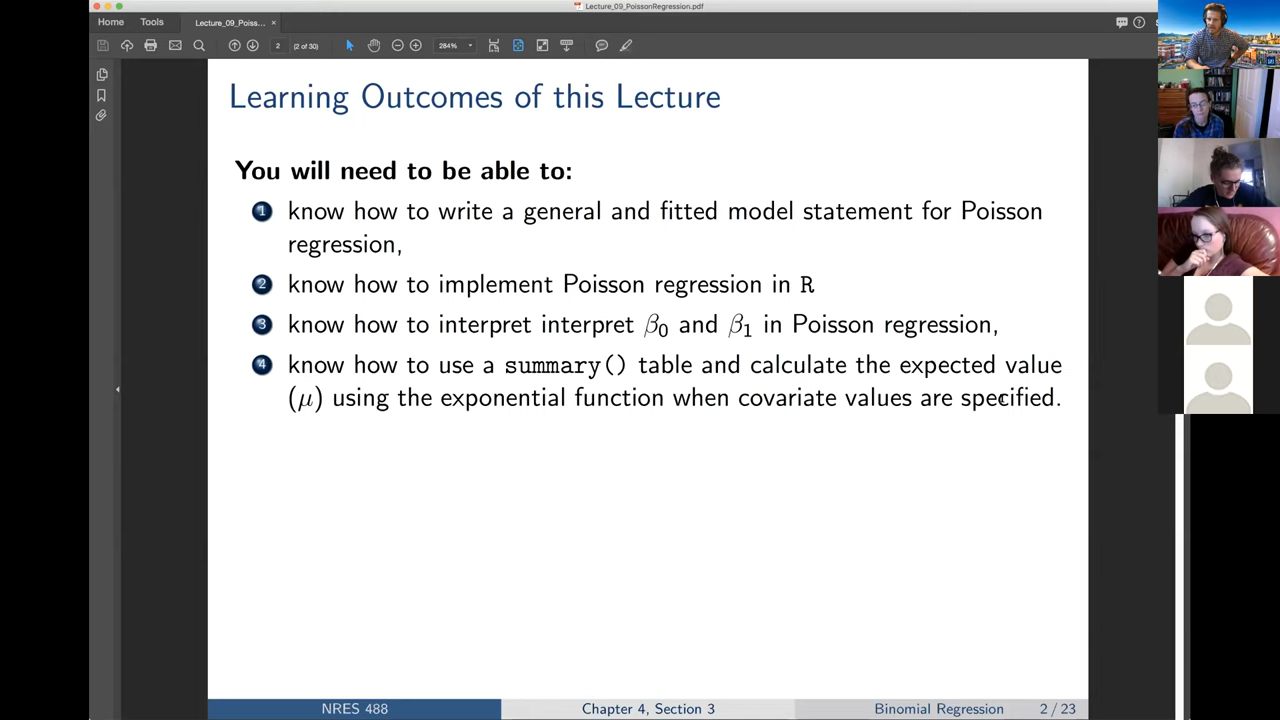 Lecture_09_PoissonRegression.pdf
Home Tools Lecture_09_Poiss... ×
2 (2 of 30) 284%
Learning Outcomes of this Lecture
You will need to be able to:
1 know how to write a general and fitted model statement for Poisson
regression,
2 know how to implement Poisson regression in R
3 know how to interpret interpret β0 and β1 in Poisson regression,
4 know how to use a summary() table and calculate the expected value
(μ) using the exponential function when covariate values are specified.
NRES 488 Chapter 4, Section 3 Binomial Regression 2 / 23